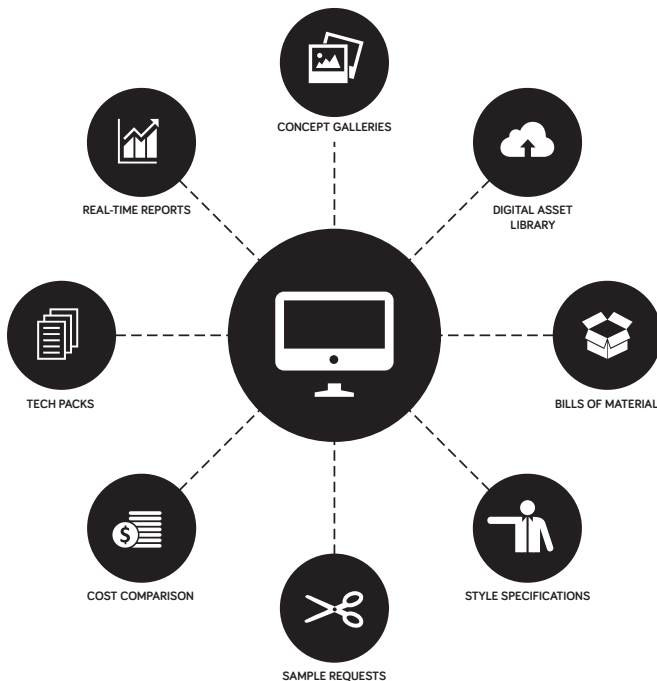 CONCEPT GALLERIES
REAL-TIME REPORTS
DIGITAL ASSET
LIBRARY
TECH PACKS
BILLS OF MATERIAL
COST COMPARISON
STYLE SPECIFICATIONS
SAMPLE REQUESTS
$